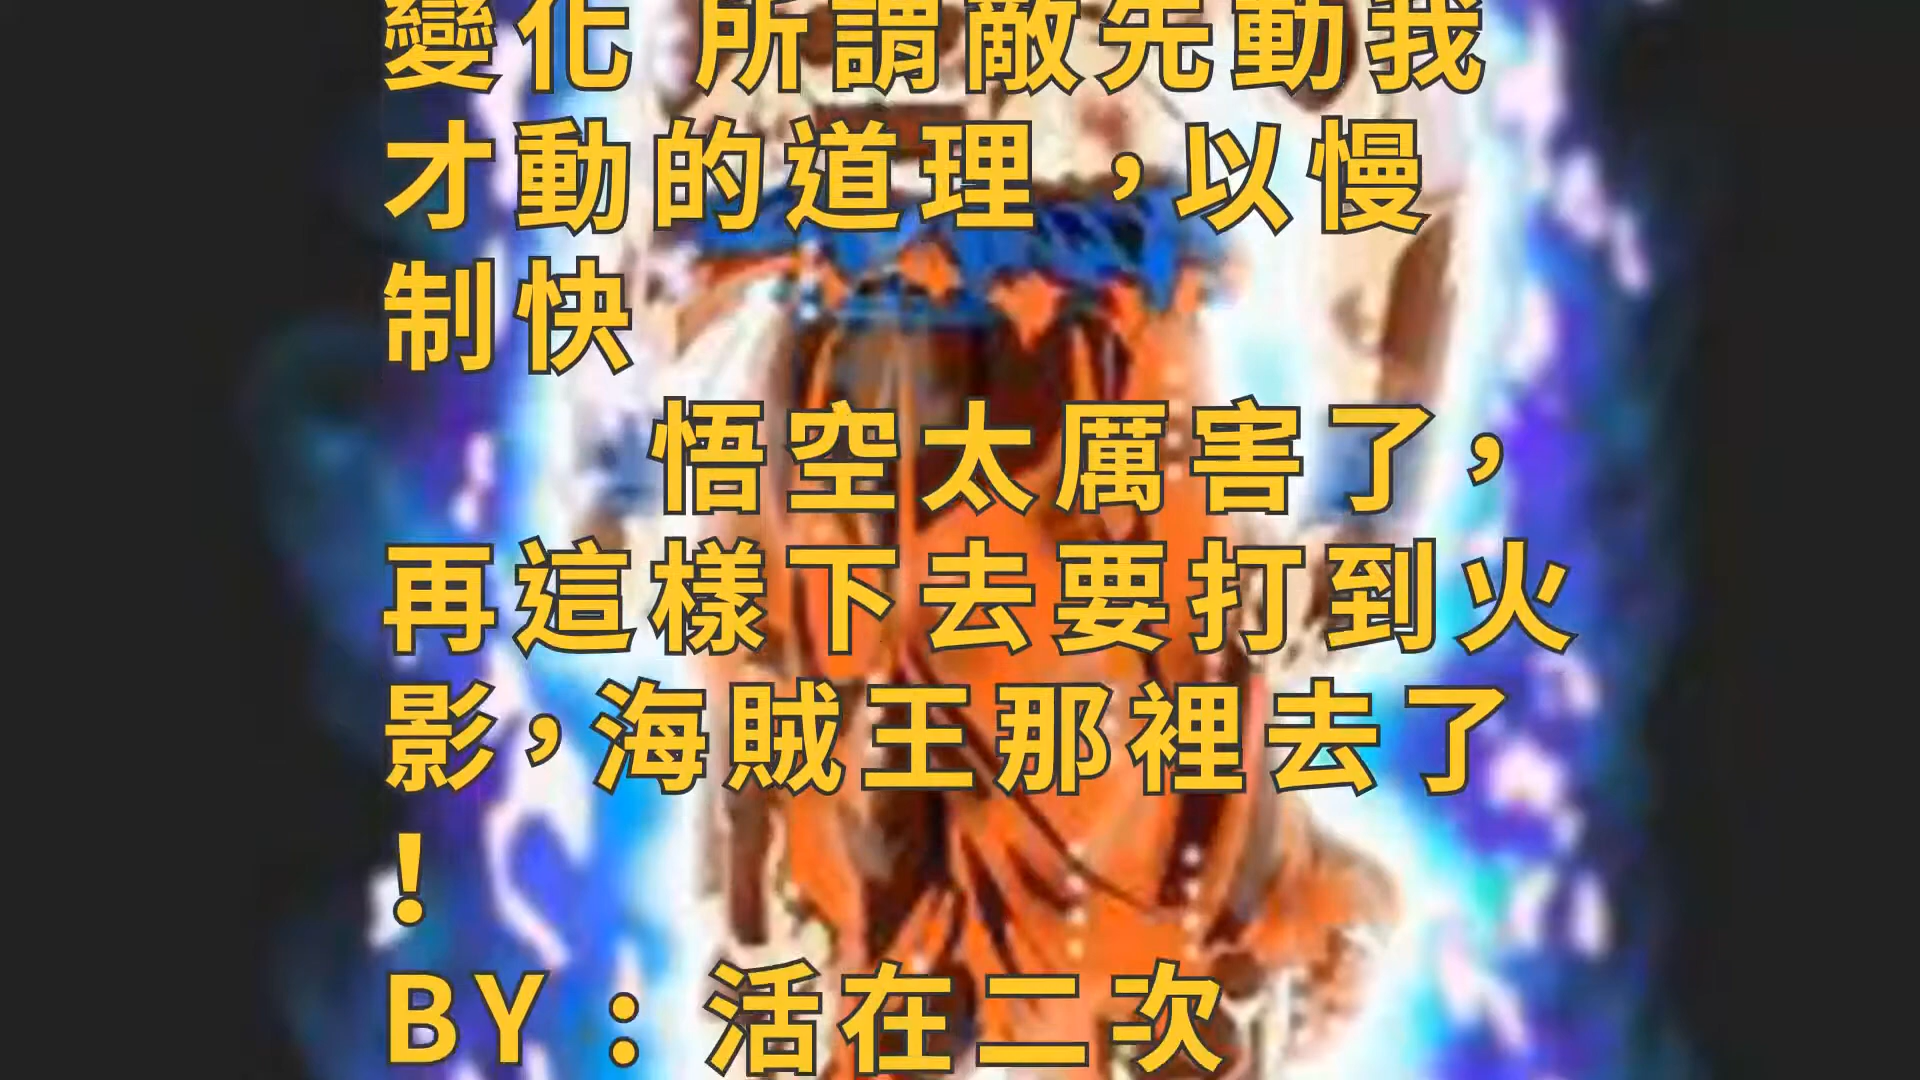 變化 所謂敵先動我
才動的道理 ，以慢
制快
悟空太厲害了，
再這樣下去要打到火
影，海賊王那裡去了
！
BY：活在二次